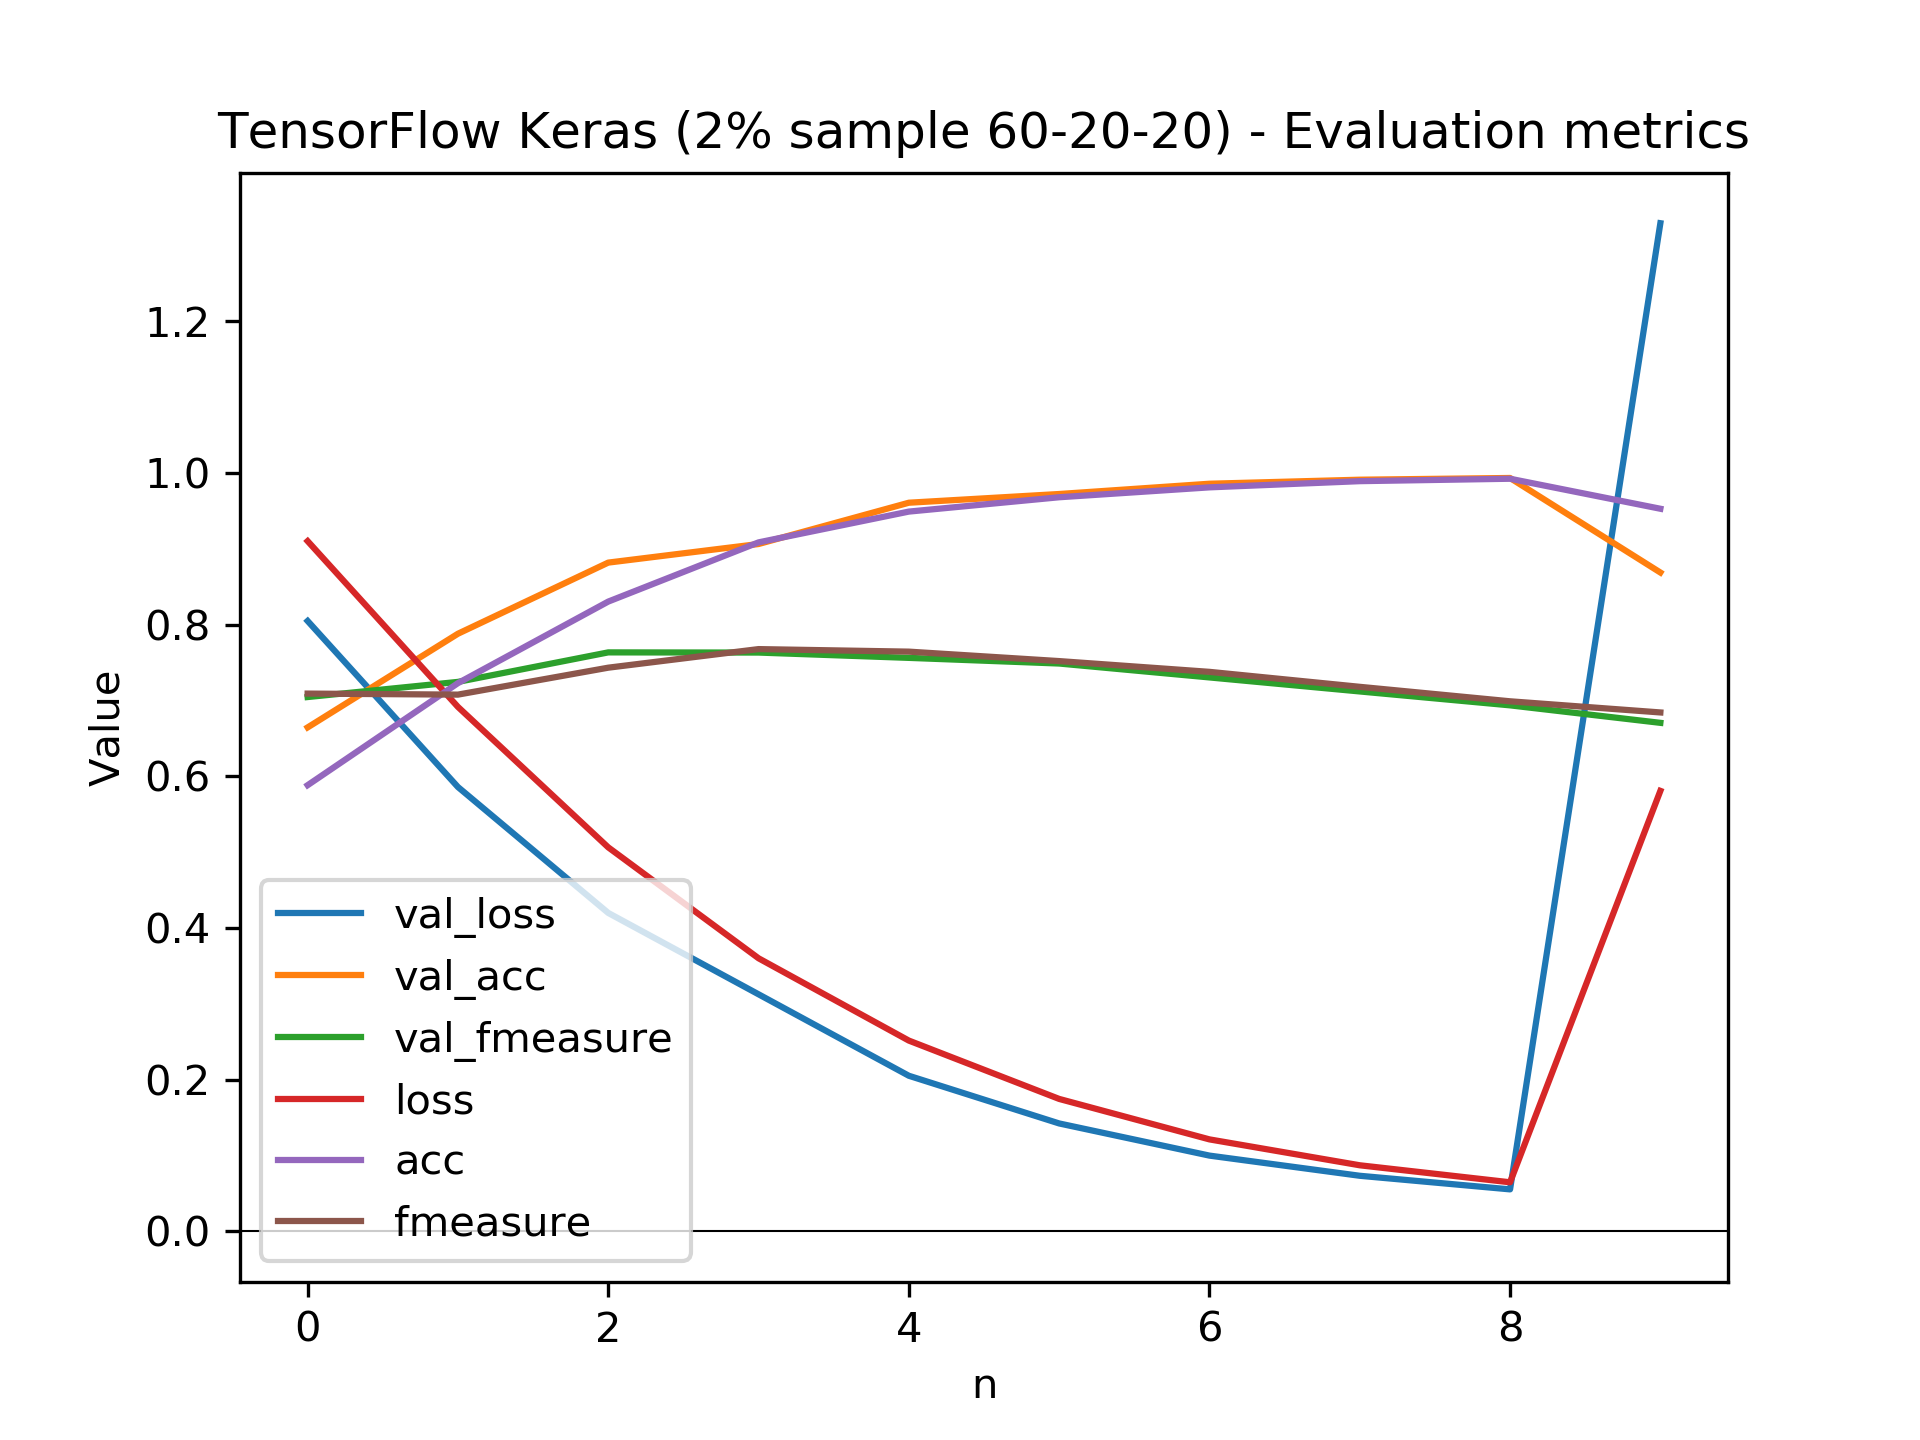 TensorFlow Keras (2% sample 60-20-20) - Evaluation metrics
Value
1.2
1.0
0.8
0.6
0.4
0.2
0.0
val_loss
val_acc
val_fmeasure
loss
acc
fmeasure
0 2 4 6 8
n